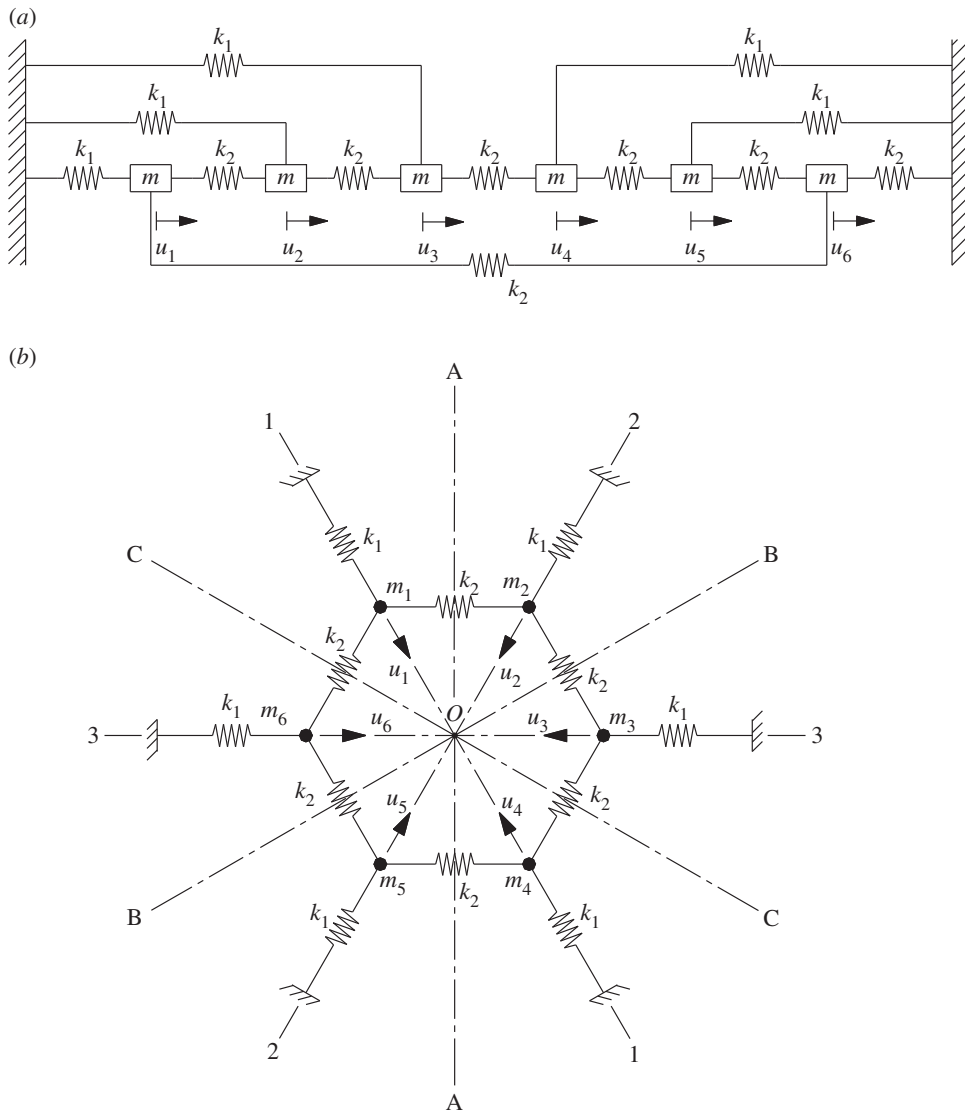 (a)
k1 k1
k1 k1
k1 k2 k2 k2 k2 k2 k2
m m m m m m
u1 u2 u3 u4 u5 u6
k2
(b)
A
1 2
k1 k1
C B
m1 k2 m2
k2 k2
u1 u2
k1 m6 O k1
3 u6 u3 m3 3
k2 u5 u4 k2
m5 k2 m4
B k1 k1 C
2 1
A